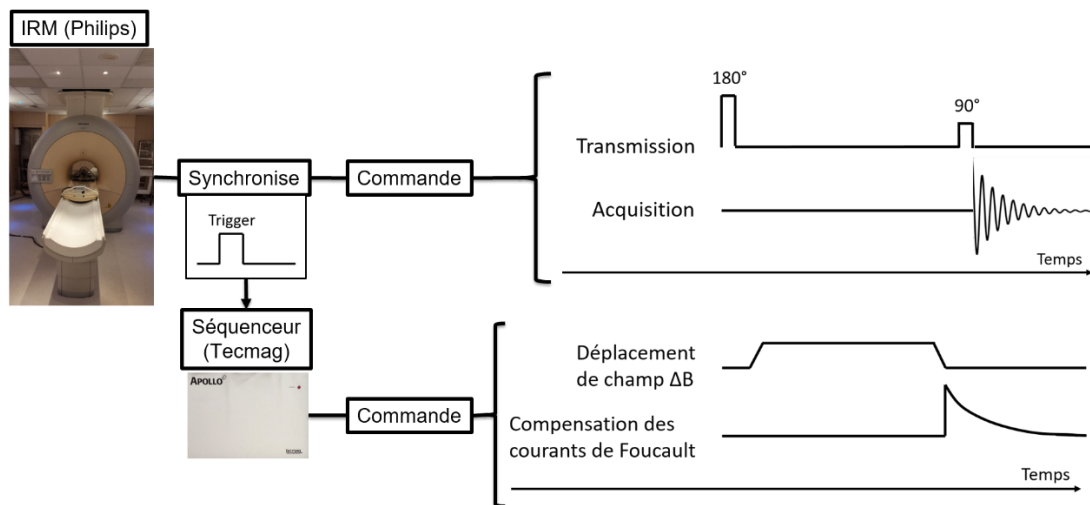 IRM (Philips)
180°
90°
Transmission
Synchronise
Commande
Trigger
Acquisition
Temps
Séquenceur
(Tecmag)
Déplacement
de champ ΔB
APOLLO
Commande
Compensation des
courants de Foucault
Temps